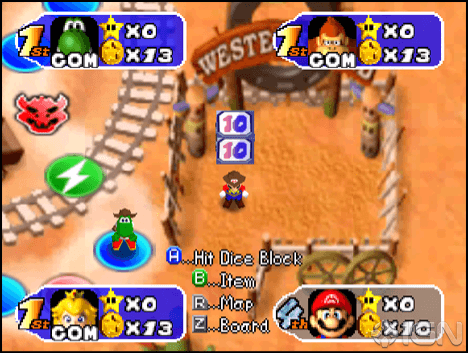 1st
COM
×0
×13
1st
COM
×0
×13
WESTE
10
10
A...Hit Dice Block
B...Item
R...Map
Z...Board
1st
COM
×0
×13
4th
×0
×10
IGN